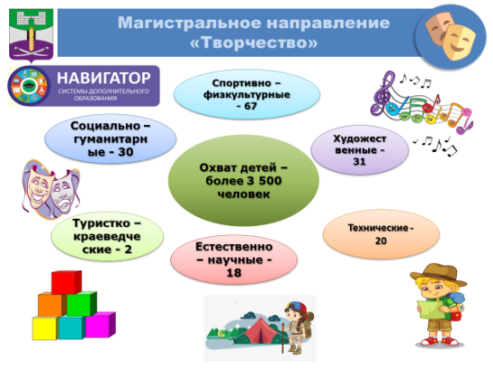 Магистральное направление
«Творчество»
НАВИГАТОР
СИСТЕМЫ ДОПОЛНИТЕЛЬНОГО
ОБРАЗОВАНИЯ
Спортивно –
физкультурные
- 67
Социально –
гуманитарн
ые - 30
Художест
венные -
31
Охват детей –
более 3 500
человек
Туристко –
краеведче
ские - 2
Технические -
20
Естественно
– научные -
18